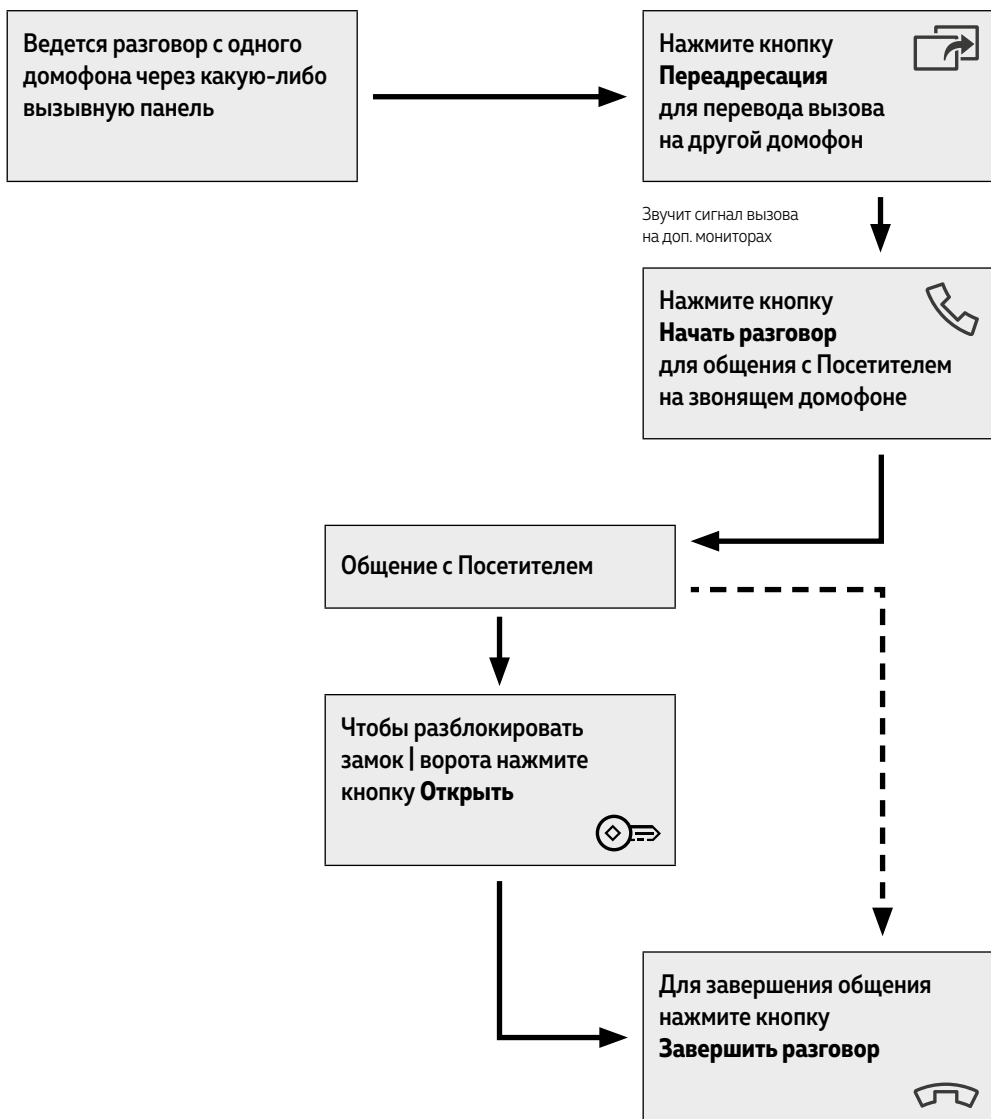 Ведется разговор с одного
домофона через какую-либо
вызывную панель
Нажмите кнопку
Переадресация
для перевода вызова
на другой домофон
Звучит сигнал вызова
на доп. мониторах
Нажмите кнопку
Начать разговор
для общения с Посетителем
на звонящем домофоне
Общение с Посетителем
Чтобы разблокировать
замок | ворота нажмите
кнопку Открыть
Для завершения общения
нажмите кнопку
Завершить разговор